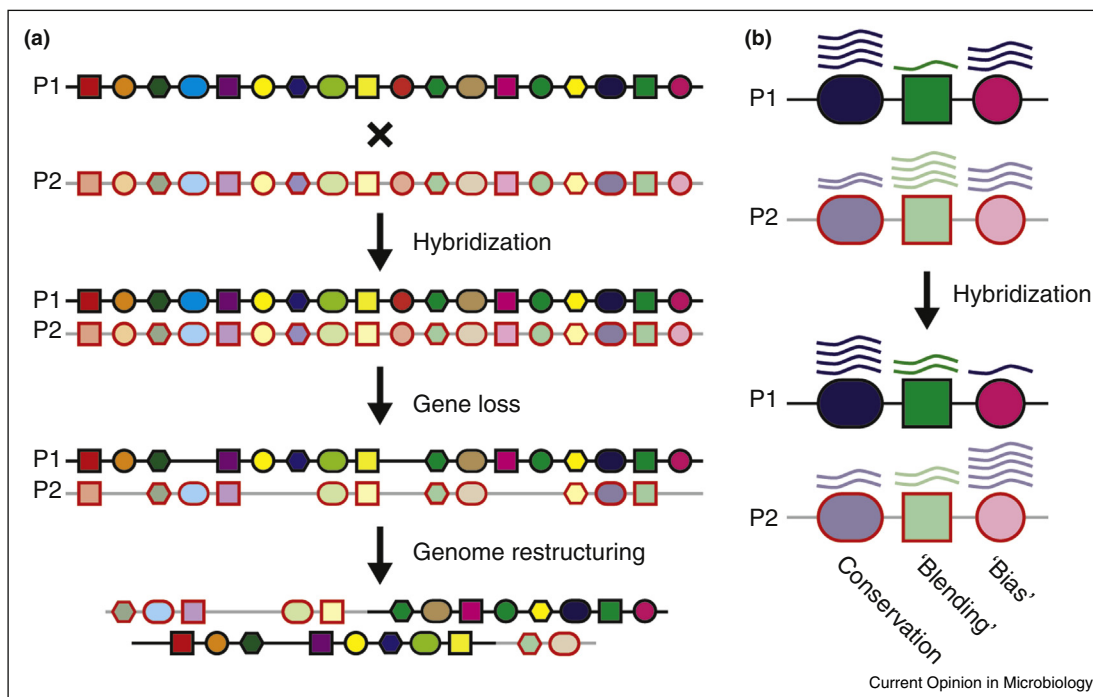 (a)
P1
P2
Hybridization
P1
P2
Gene loss
P1
P2
Genome restructuring
(b)
P1
P2
Hybridization
P1
P2
Conservation
‘Blending’
‘Bias’
Current Opinion in Microbiology